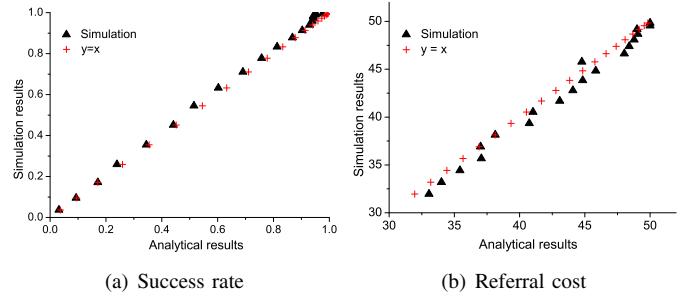 1.0
0.8
0.6
0.4
0.2
0.0
0.0 0.2 0.4 0.6 0.8 1.0
Simulation results
Analytical results
Simulation
y=x
(a) Success rate
50
45
40
35
30
30 35 40 45 50
Simulation results
Analytical results
Simulation
y = x
(b) Referral cost